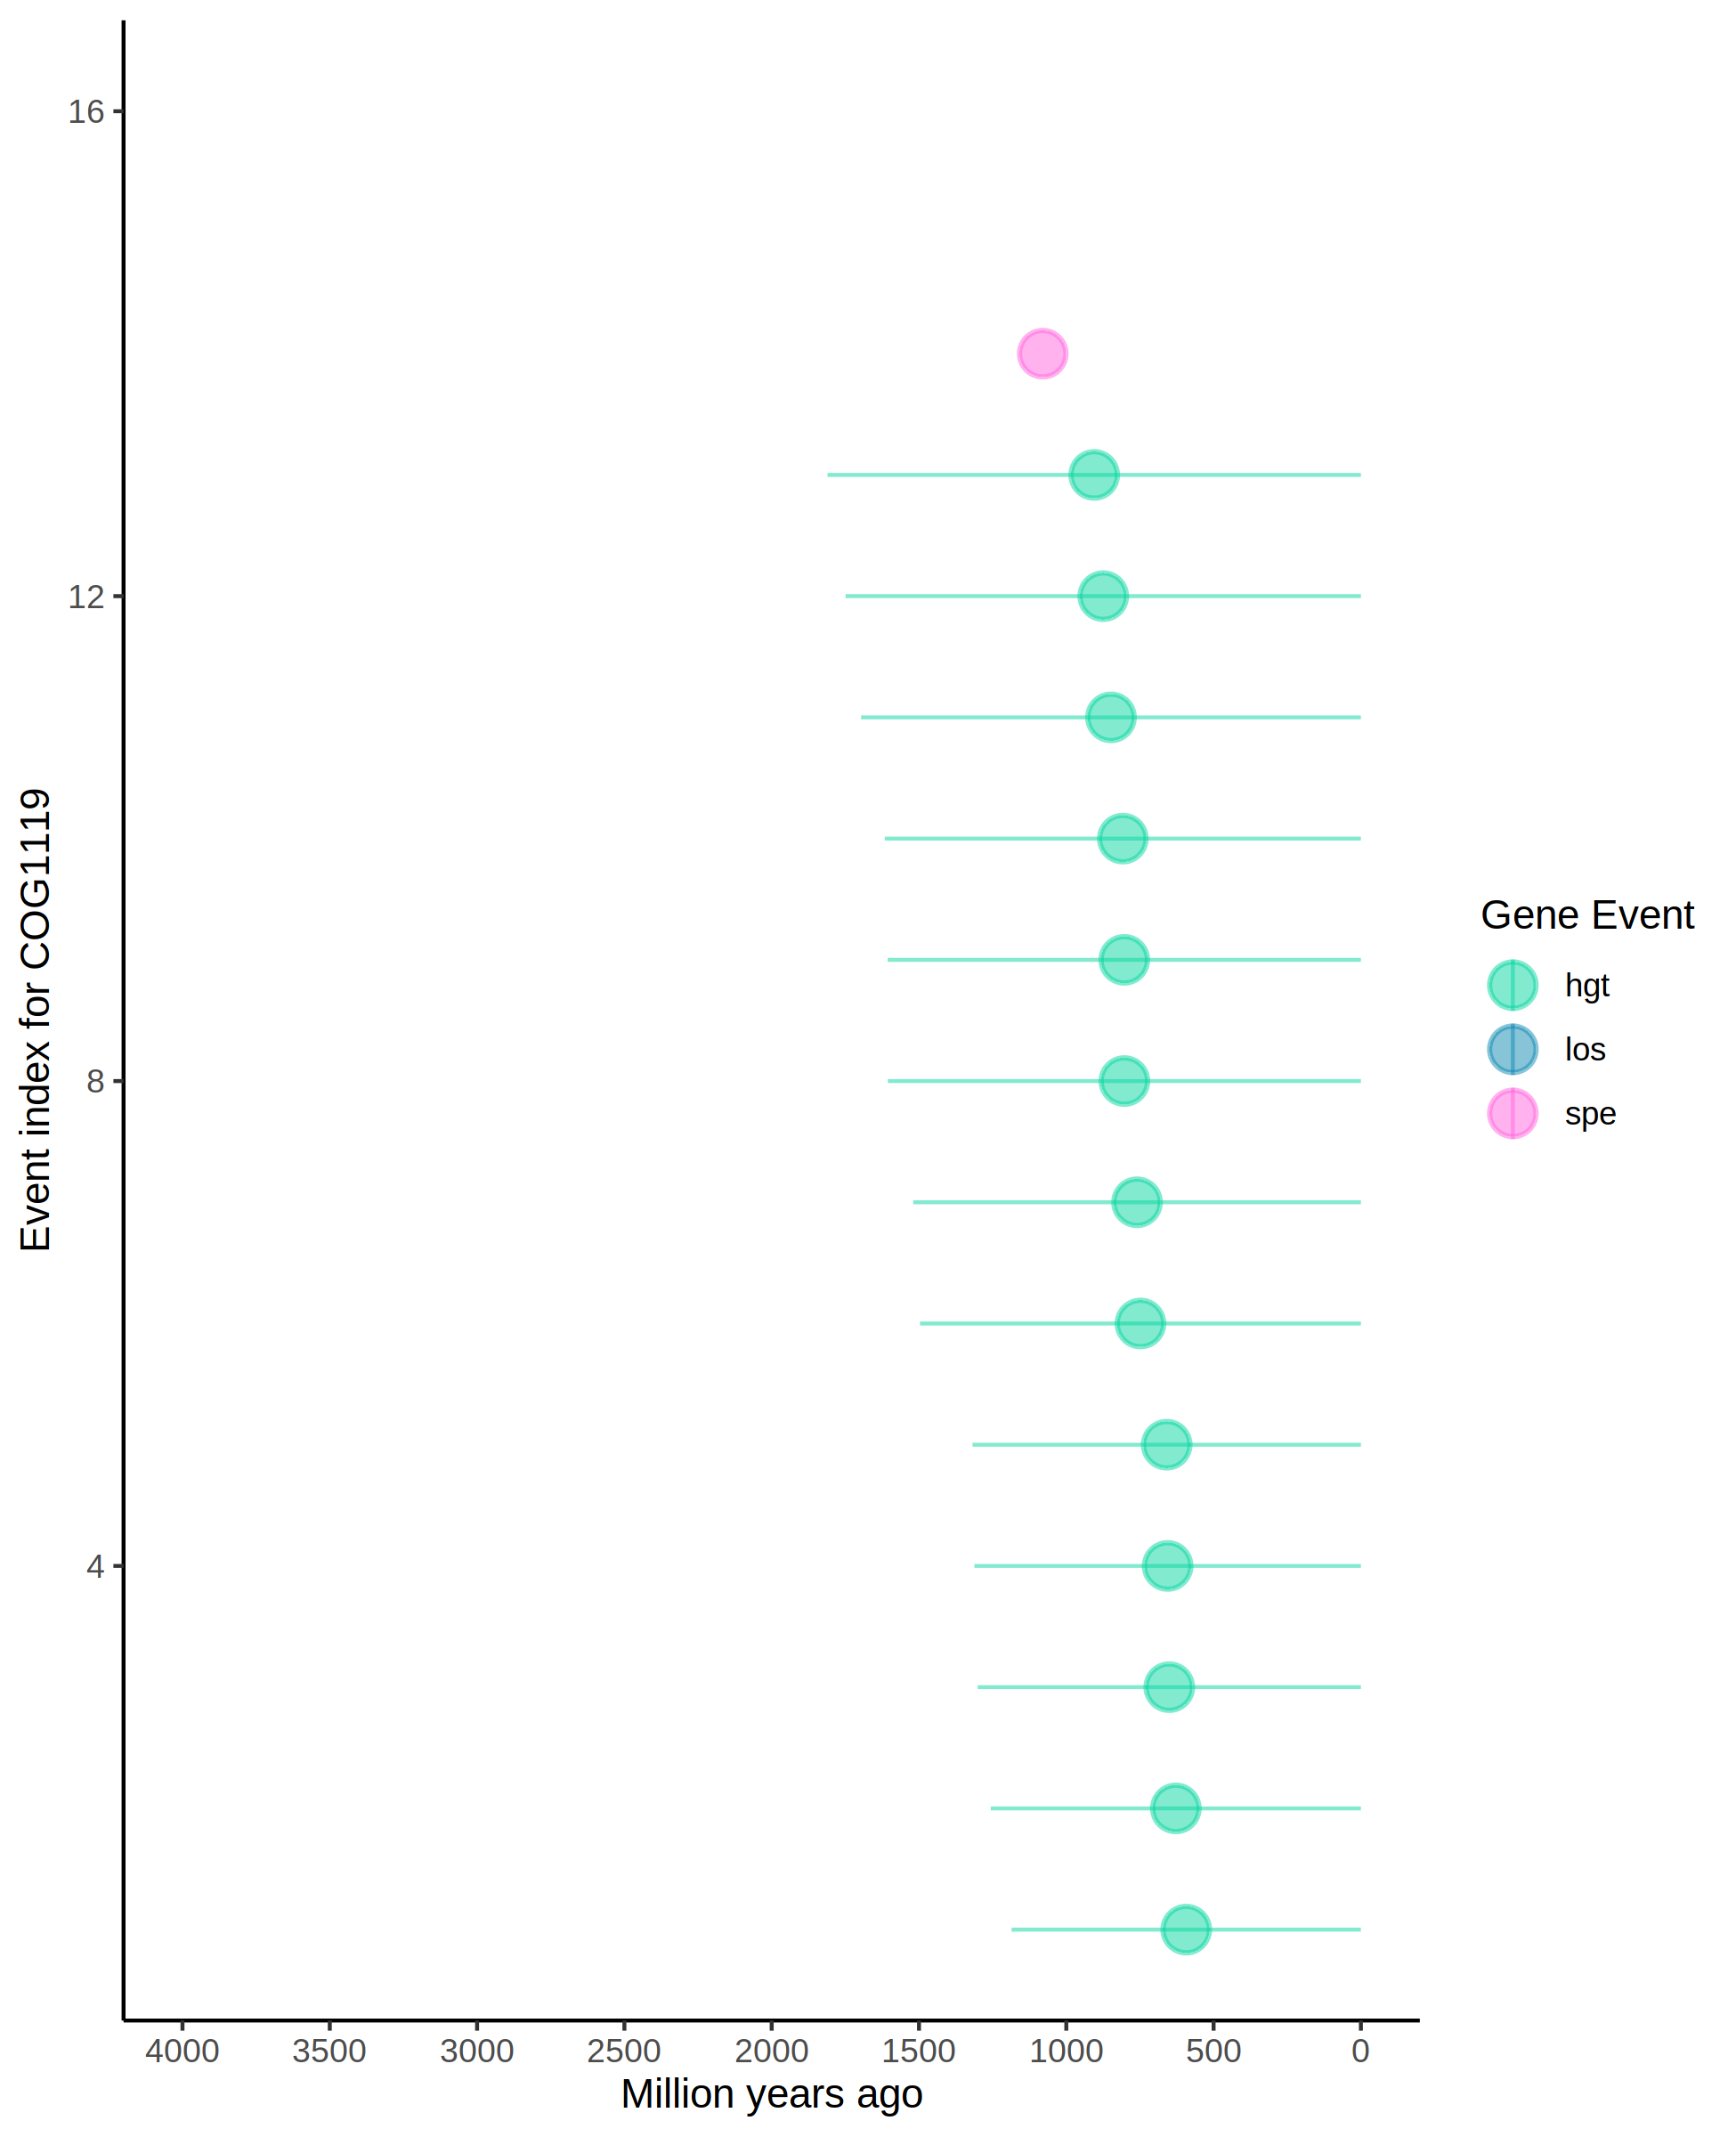 16
12
8
4
Event index for COG1119
4000 3500 3000 2500 2000 1500 1000 500 0
Million years ago
Gene Event
hgt
los
spe